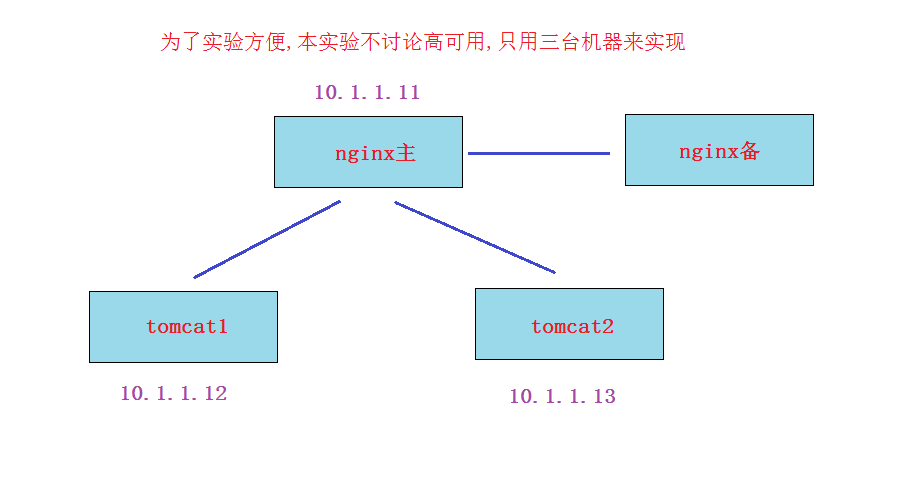 为了实验方便,本实验不讨论高可用,只用三台机器来实现
10.1.1.11
nginx主
nginx备
tomcat1
tomcat2
10.1.1.12
10.1.1.13